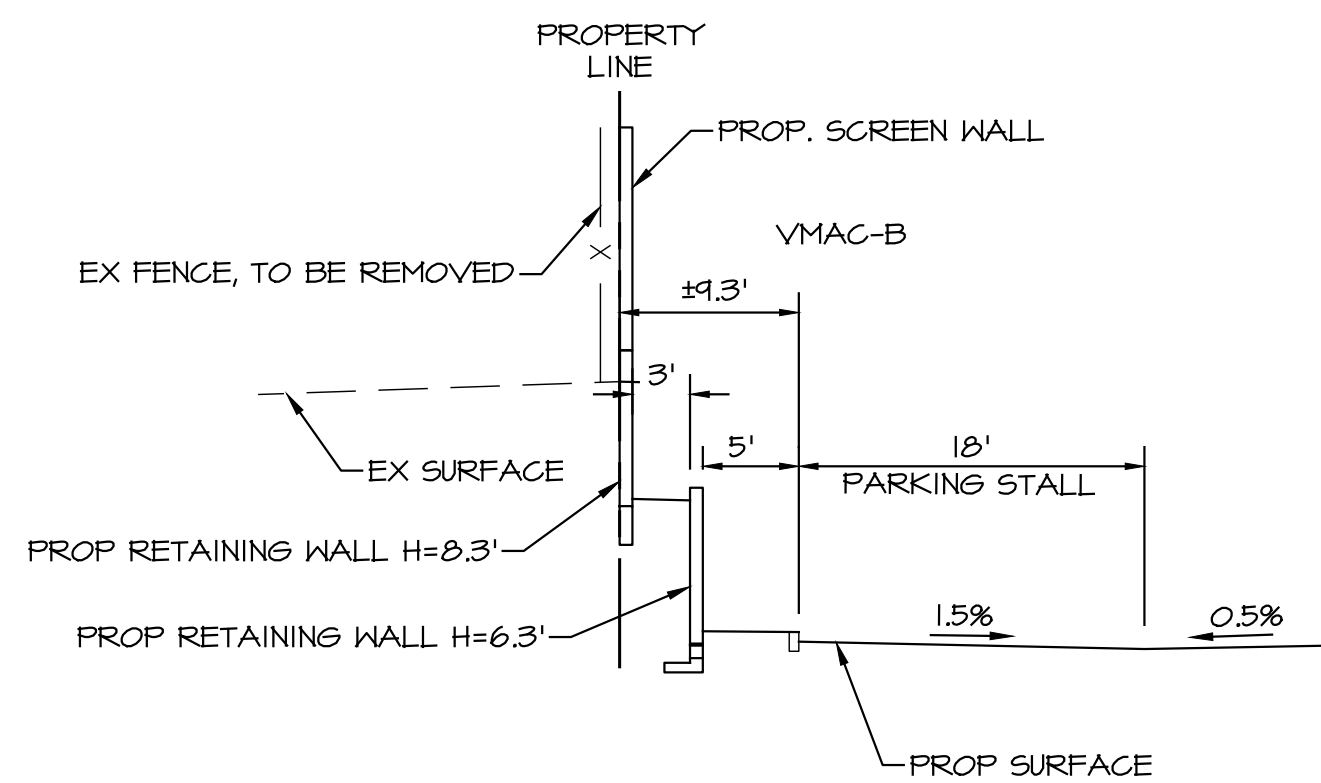 PROPERTY
LINE
PROP. SCREEN WALL
VMAC-B
EX FENCE, TO BE REMOVED
X
±9.3'
3'
5'
18'
EX SURFACE
PARKING STALL
PROP RETAINING WALL H=8.3'
PROP RETAINING WALL H=6.3'
1.5%
0.5%
PROP SURFACE